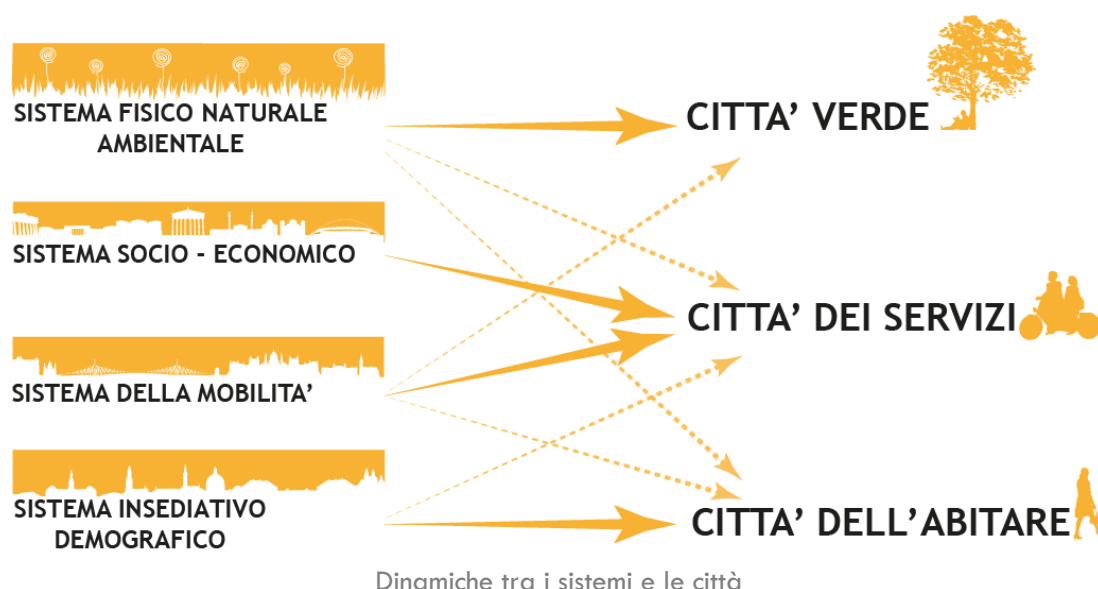 SISTEMA FISICO NATURALE
AMBIENTALE
CITTA' VERDE
SISTEMA SOCIO - ECONOMICO
CITTA' DEI SERVIZI
SISTEMA DELLA MOBILITA'
SISTEMA INSEDIATIVO
DEMOGRAFICO
CITTA' DELL'ABITARE
Dinamiche tra i sistemi e le città